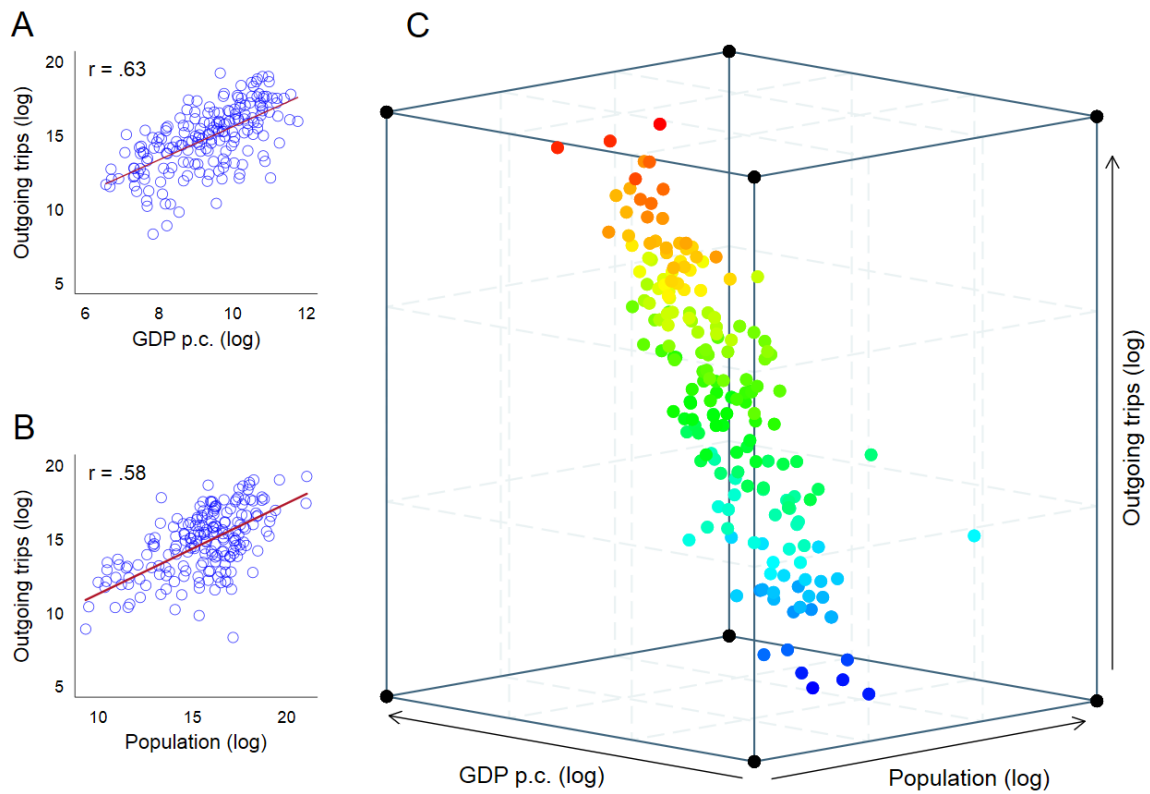 A
r = .63
20
15
10
5
Outgoing trips (log)
6 8 10 12
GDP p.c. (log)
B
r = .58
20
15
10
5
Outgoing trips (log)
10 15 20
Population (log)
C
Outgoing trips (log)
GDP p.c. (log)
Population (log)